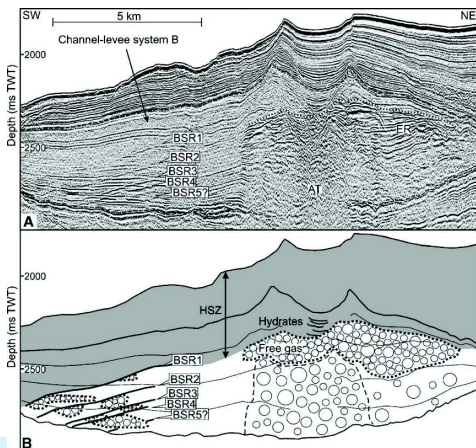 SW
5 km
NE
Channel-levee system B
2000
2500
Depth (ms TWT)
BSR1
BSR2
BSR3
BSR4
BSR5?
ER
AT
A
2000
2500
Depth (ms TWT)
HSZ
Hydrates
Free gas
BSR1
BSR2
BSR3
BSR4
BSR5?
B